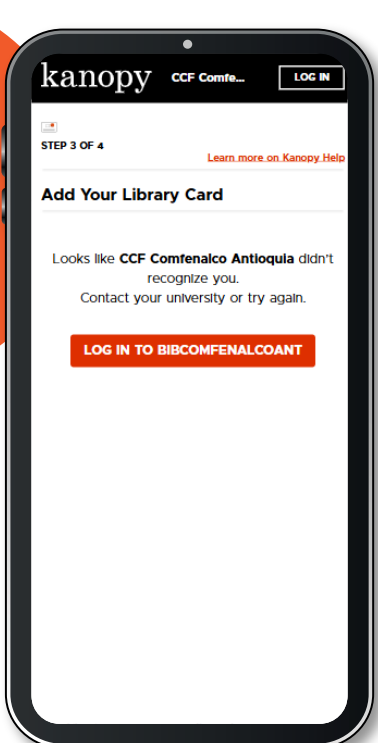 kanopy CCF Comfe... LOG IN
STEP 3 OF 4
Learn more on Kanopy Help
Add Your Library Card
Looks like CCF Comfenalco Antioquia didn't
recognize you.
Contact your university or try again.
LOG IN TO BIBCOMFENALCOANT